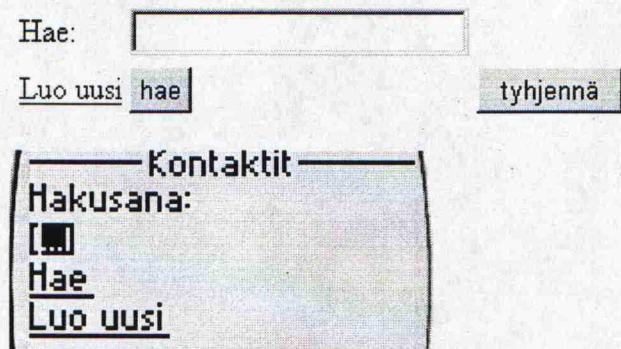 Hae:
Luo uusi hae tyhjennä
Kontaktit
Hakusana:
[...]
Hae
Luo uusi